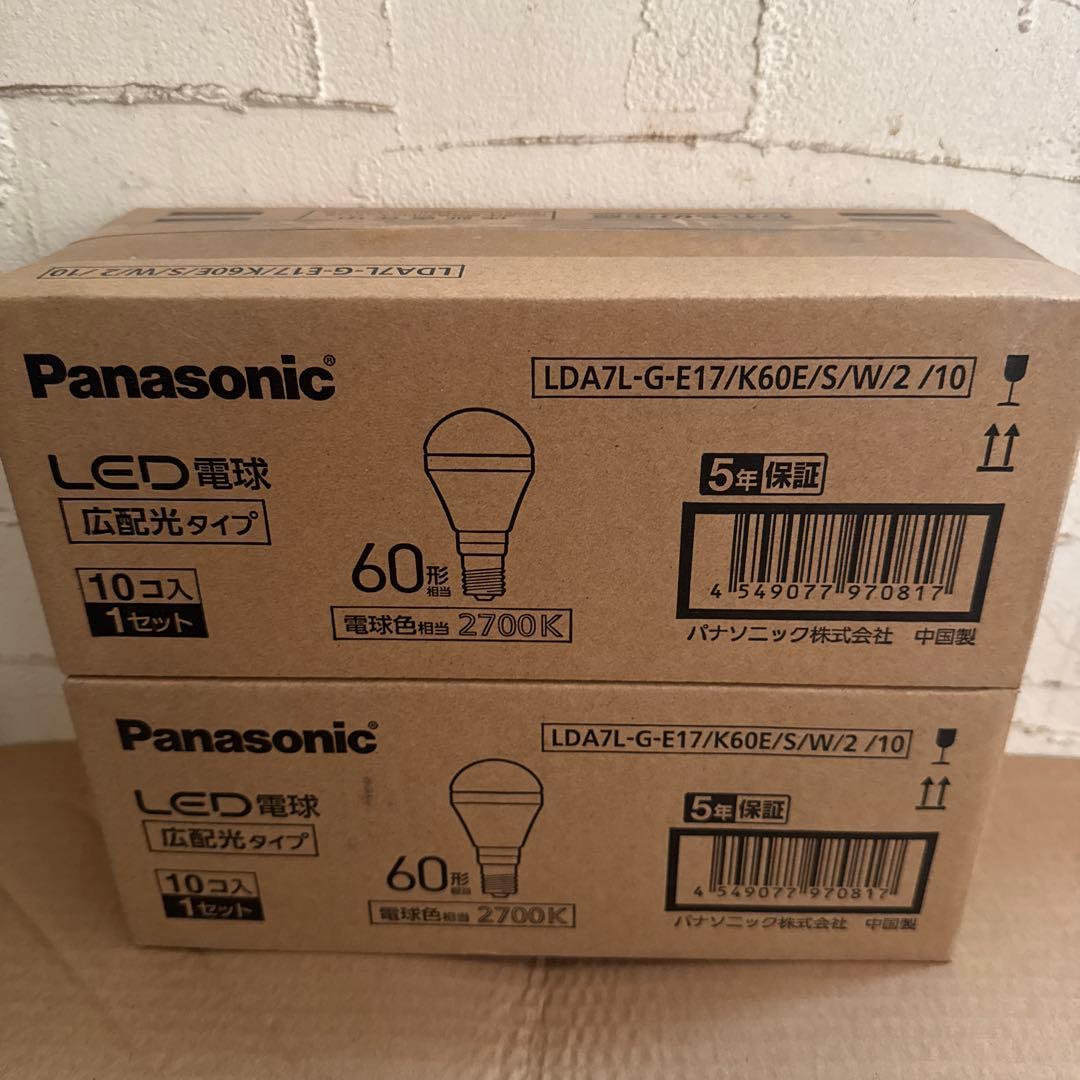 LDA7L-G-E17/K60E/S/W/2 /10
Panasonic®
LDA7L-G-E17/K60E/S/W/2 /10
LED電球
広配光タイプ
10コ入
1セット
60形
相当
電球色相当 2700K
5年保証
4 549077 970817
パナソニック株式会社 中国製
Panasonic®
LDA7L-G-E17/K60E/S/W/2 /10
LED電球
広配光タイプ
10コ入
1セット
60形
相当
電球色相当 2700K
5年保証
4 549077 970817
パナソニック株式会社 中国製